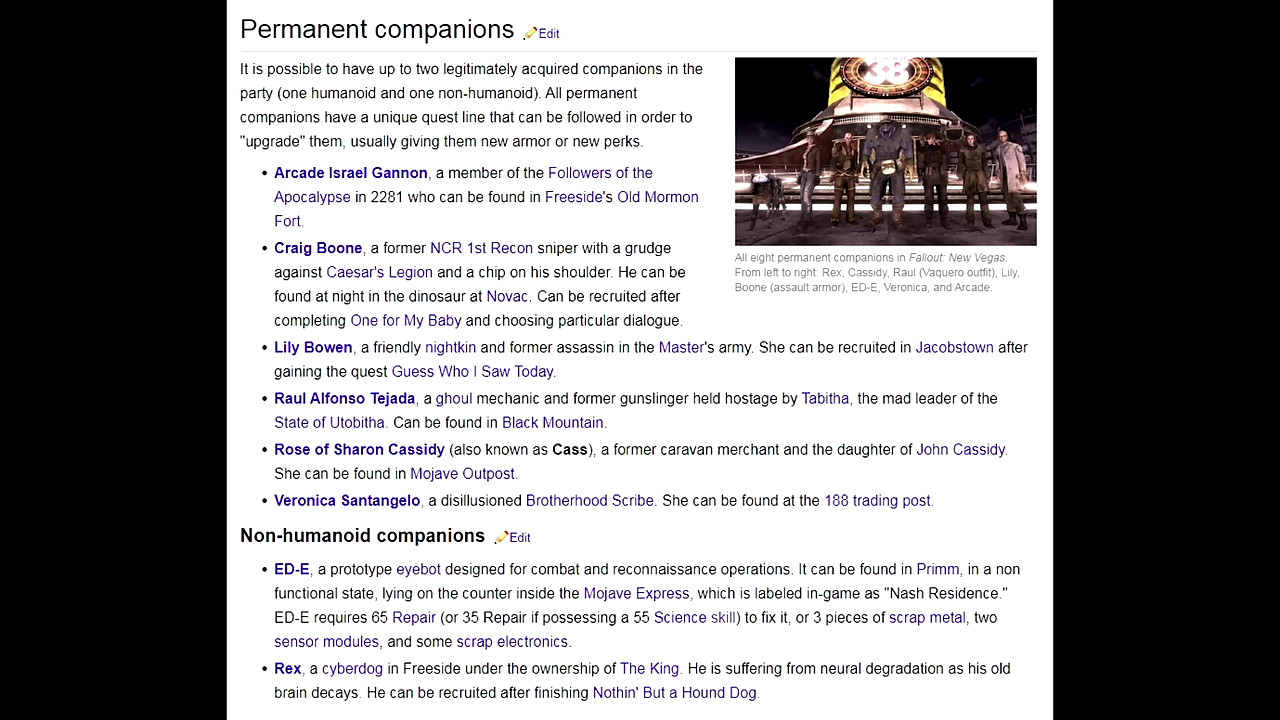 Permanent companions Edit
It is possible to have up to two legitimately acquired companions in the
party (one humanoid and one non-humanoid). All permanent
companions have a unique quest line that can be followed in order to
"upgrade" them, usually giving them new armor or new perks.
• Arcade Israel Gannon, a member of the Followers of the
Apocalypse in 2281 who can be found in Freeside's Old Mormon
Fort.
• Craig Boone, a former NCR 1st Recon sniper with a grudge
against Caesar's Legion and a chip on his shoulder. He can be
found at night in the dinosaur at Novac. Can be recruited after
completing One for My Baby and choosing particular dialogue.
38
All eight permanent companions in Fallout: New Vegas.
From left to right: Rex, Cassidy, Raul (Vaquero outfit), Lily,
Boone (assault armor), ED-E, Veronica, and Arcade.
• Lily Bowen, a friendly nightkin and former assassin in the Master's army. She can be recruited in Jacobstown after
gaining the quest Guess Who I Saw Today.
• Raul Alfonso Tejada, a ghoul mechanic and former gunslinger held hostage by Tabitha, the mad leader of the
State of Utobitha. Can be found in Black Mountain.
• Rose of Sharon Cassidy (also known as Cass), a former caravan merchant and the daughter of John Cassidy.
She can be found in Mojave Outpost.
• Veronica Santangelo, a disillusioned Brotherhood Scribe. She can be found at the 188 trading post.
Non-humanoid companions Edit
• ED-E, a prototype eyebot designed for combat and reconnaissance operations. It can be found in Primm, in a non
functional state, lying on the counter inside the Mojave Express, which is labeled in-game as "Nash Residence."
ED-E requires 65 Repair (or 35 Repair if possessing a 55 Science skill) to fix it, or 3 pieces of scrap metal, two
sensor modules, and some scrap electronics.
• Rex, a cyberdog in Freeside under the ownership of The King. He is suffering from neural degradation as his old
brain decays. He can be recruited after finishing Nothin' But a Hound Dog.